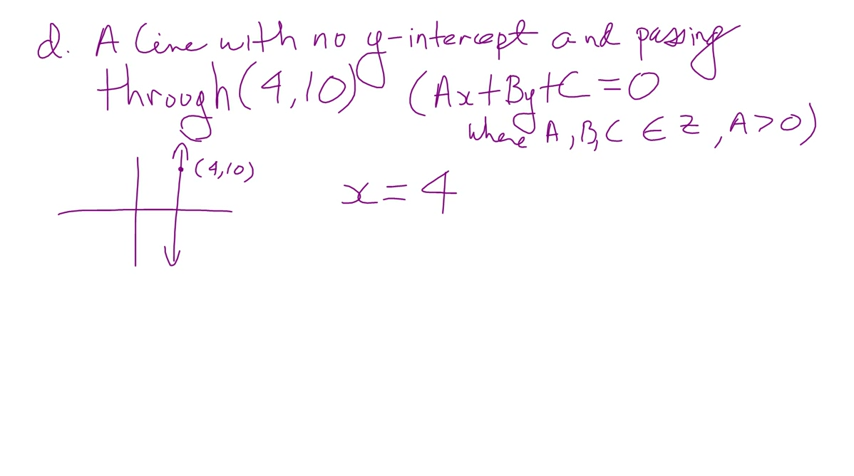 d. A line with no y-intercept and passing
through (4,10) (Ax+By+C=0
where A,B,C ∈ Z, A>0)
(4,10)
x=4